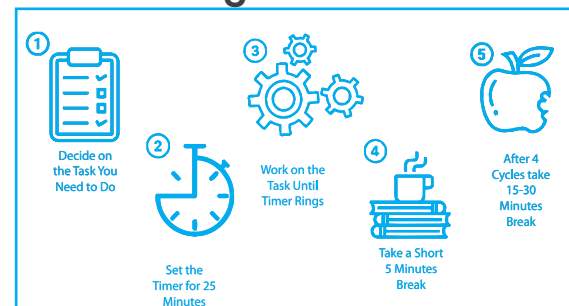 1
Decide on
the Task You
Need to Do
2
Set the
Timer for 25
Minutes
3
Work on the
Task Until
Timer Rings
4
Take a Short
5 Minutes
Break
5
After 4
Cycles take
15-30
Minutes
Break